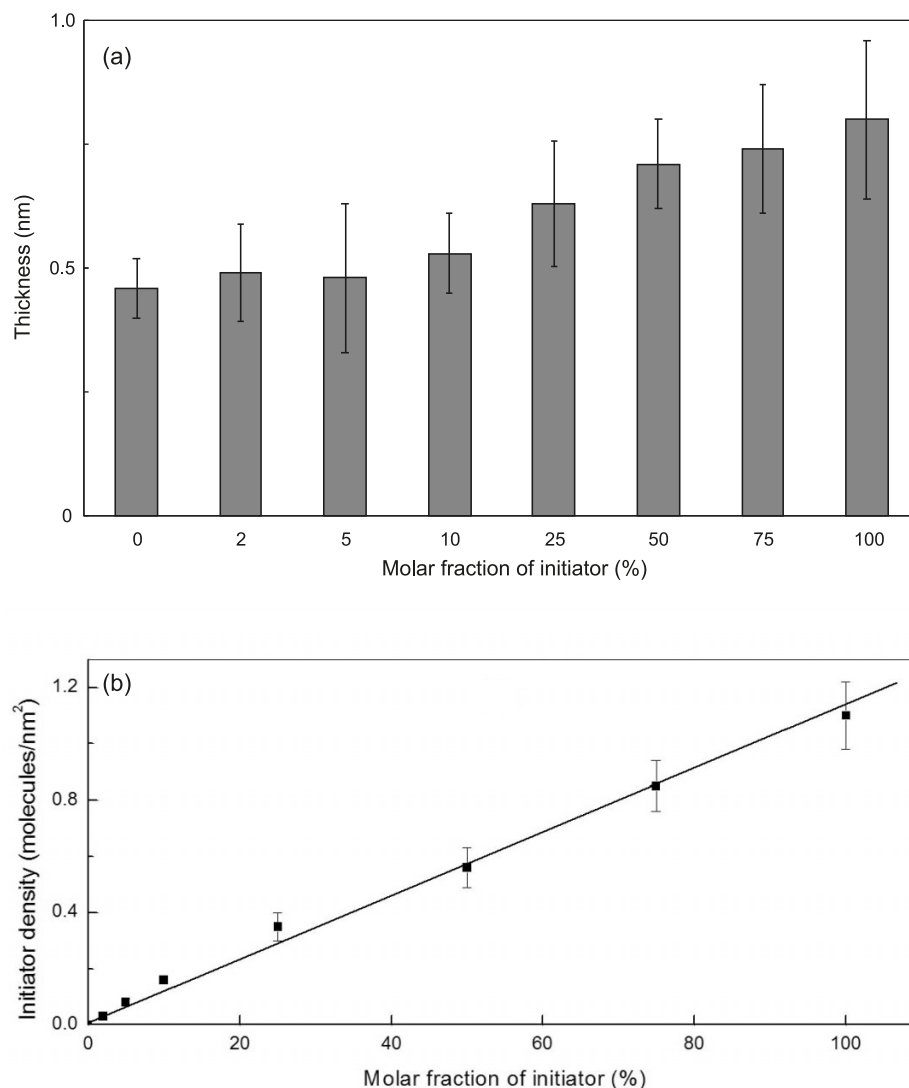 (a)
1.0
0.5
0
Thickness (nm)
0 2 5 10 25 50 75 100
Molar fraction of initiator (%)
(b)
1.2
0.8
0.4
0.0
Initiator density (molecules/nm²)
0 20 40 60 80 100
Molar fraction of initiator (%)